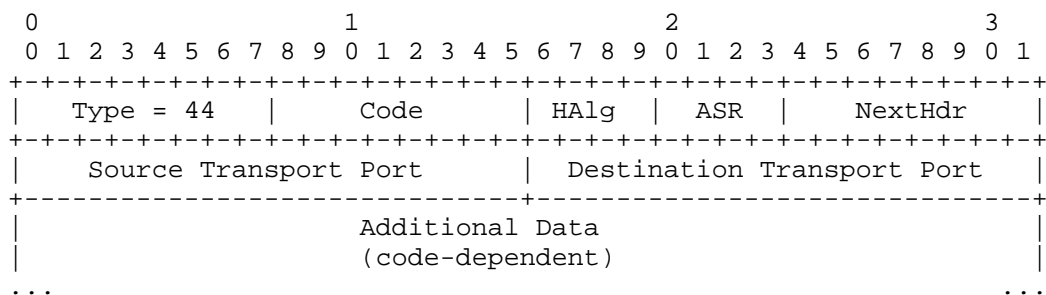 0                   1                   2                   3
 0 1 2 3 4 5 6 7 8 9 0 1 2 3 4 5 6 7 8 9 0 1 2 3 4 5 6 7 8 9 0 1
+-+-+-+-+-+-+-+-+-+-+-+-+-+-+-+-+-+-+-+-+-+-+-+-+-+-+-+-+-+-+-+-+
|   Type = 44   |     Code      | HAlg  |  ASR  |    NextHdr    |
+-+-+-+-+-+-+-+-+-+-+-+-+-+-+-+-+-+-+-+-+-+-+-+-+-+-+-+-+-+-+-+-+
|    Source Transport Port      |  Destination Transport Port   |
+-------------------------------+-------------------------------+
|                     Additional Data                           |
|                     (code-dependent)                          |
...                                                           ...